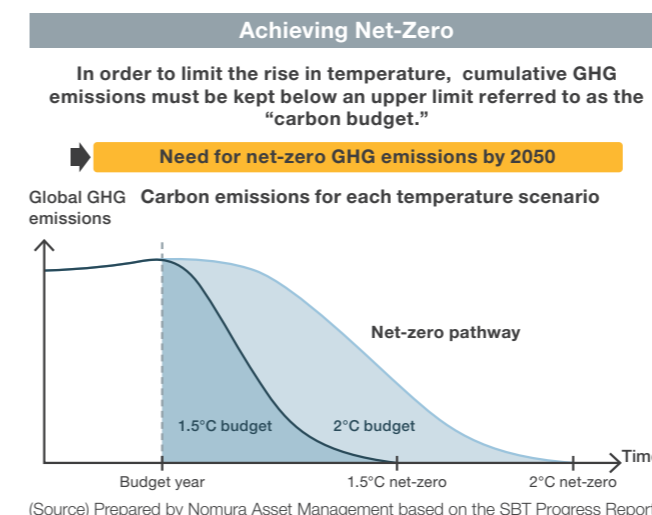 Achieving Net-Zero
In order to limit the rise in temperature, cumulative GHG
emissions must be kept below an upper limit referred to as the
“carbon budget.”
Need for net-zero GHG emissions by 2050
Global GHG
emissions
Carbon emissions for each temperature scenario
Net-zero pathway
1.5°C budget
2°C budget
Time
Budget year
1.5°C net-zero
2°C net-zero
(Source) Prepared by Nomura Asset Management based on the SBT Progress Report